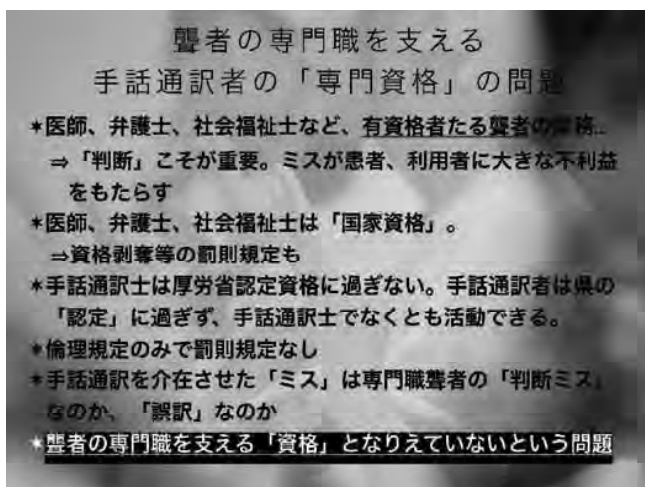 聾者の専門職を支える
手話通訳者の「専門資格」の問題
*医師、弁護士、社会福祉士など、有資格者たる聾者の業務…
⇒「判断」こそが重要。ミスが患者、利用者に大きな不利益
をもたらす
*医師、弁護士、社会福祉士は「国家資格」。
⇒資格剥奪等の罰則規定も
*手話通訳士は厚労省認定資格に過ぎない。手話通訳者は県の
「認定」に過ぎず、手話通訳士でなくとも活動できる。
*倫理規定のみで罰則規定なし
*手話通訳を介在させた「ミス」は専門職聾者の「判断ミス」
なのか、「誤訳」なのか
*聾者の専門職を支える「資格」となりえていないという問題